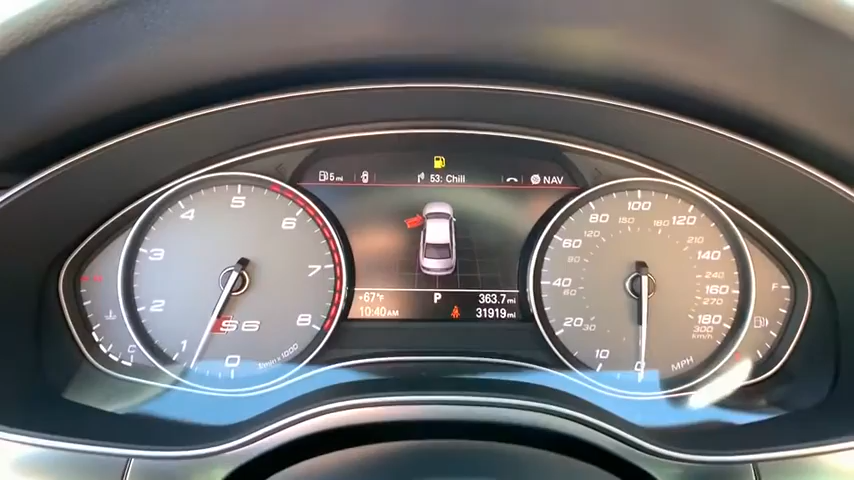 5 mi 53: Chill NAV
0 1 2 3 4 5 6 7 8
S6
1/min x 1000
C
+67°F P 363.7 mi
10:40AM 31919 mi
0 10 20 40 60 80 100 120 140 160 180
30 60 90 120 150 180 210 240 270 300
km/h
MPH
F